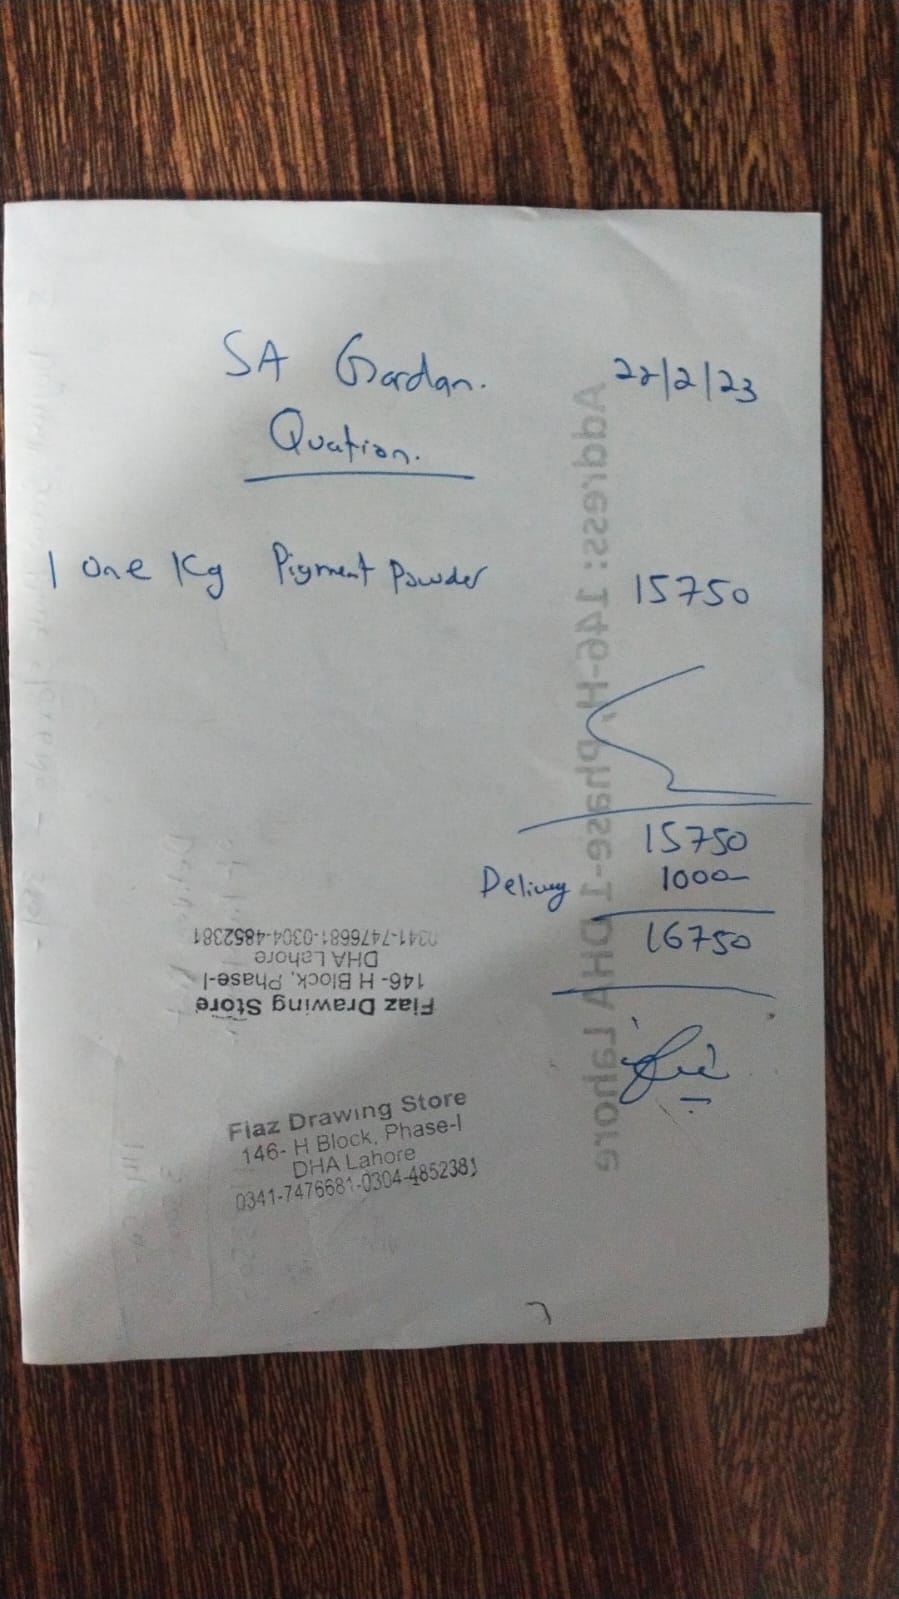 SA Gardan.
22/2/23
Quation.
1 one Kg Pigment Powder 15750
15750
Delivey 1000
16750
Fiaz Drawing Store
146- H Block, Phase-I
DHA Lahore
0341-7476681-0304-4852381
Fiaz Drawing Store
146- H Block, Phase-I
DHA Lahore
0341-7476681-0304-4852381
Address: 146-H, Phase-1 DHA Lahore